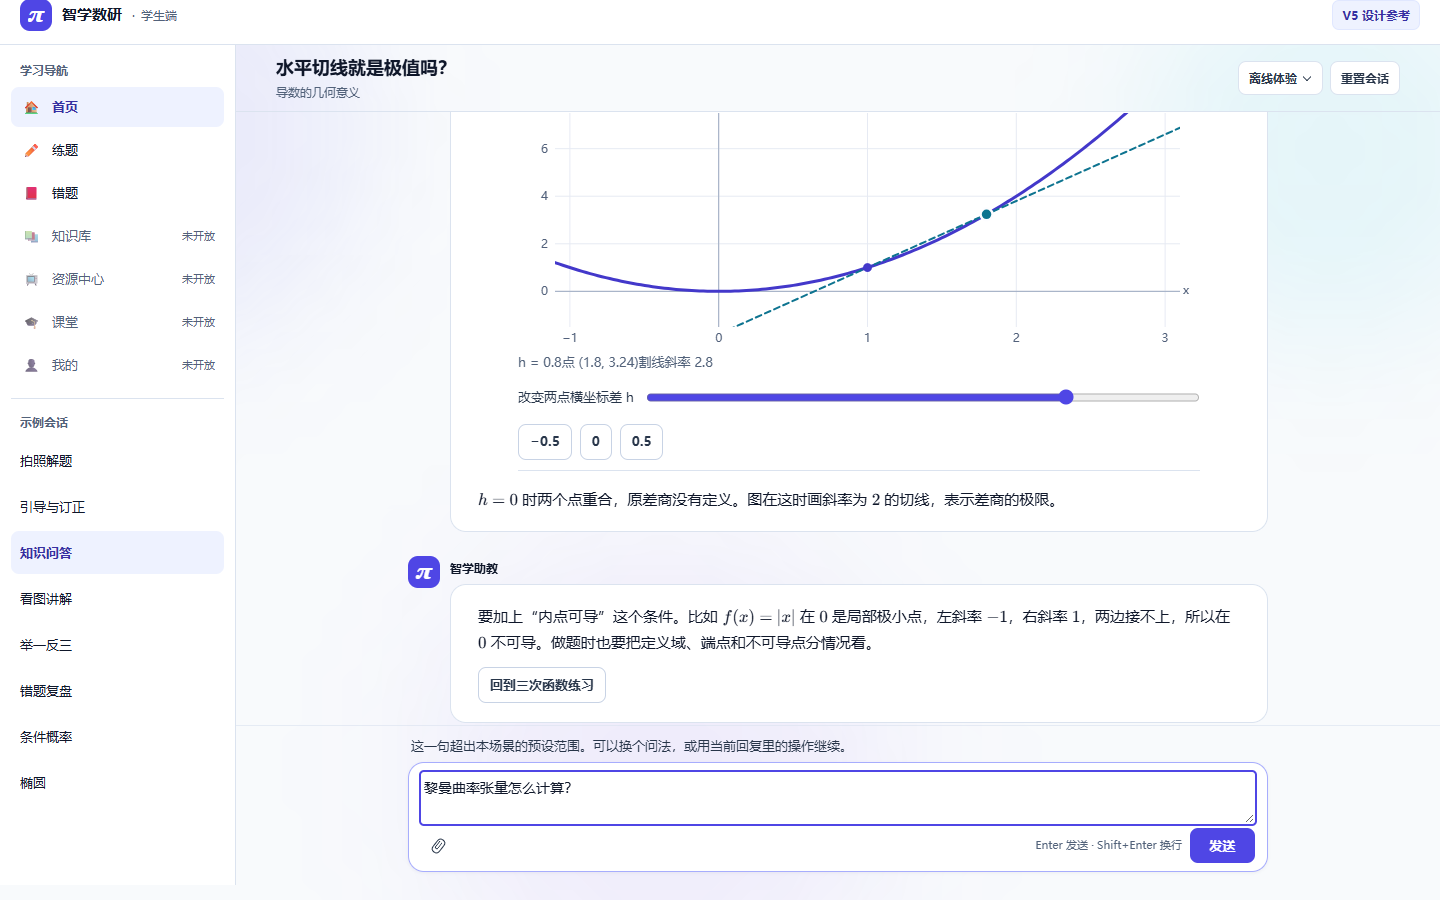 π 智学数研 · 学生端
V5 设计参考
学习导航
首页
练题
错题
知识库 未开放
资源中心 未开放
课堂 未开放
我的 未开放
示例会话
拍照解题
引导与订正
知识问答
看图讲解
举一反三
错题复盘
条件概率
椭圆
水平切线就是极值吗？
导数的几何意义
离线体验
重置会话
6
4
2
0
x
−1 0 1 2 3
h = 0.8点 (1.8, 3.24)割线斜率 2.8
改变两点横坐标差 h
−0.5 0 0.5
h = 0 时两个点重合，原差商没有定义。图在这时画斜率为 2 的切线，表示差商的极限。
π 智学助教
要加上“内点可导”这个条件。比如 f(x) = |x| 在 0 是局部极小点，左斜率 −1，右斜率 1，两边接不上，所以在
0 不可导。做题时也要把定义域、端点和不可导点分情况看。
回到三次函数练习
这一句超出本场景的预设范围。可以换个问法，或用当前回复里的操作继续。
黎曼曲率张量怎么计算？
Enter 发送 · Shift+Enter 换行
发送